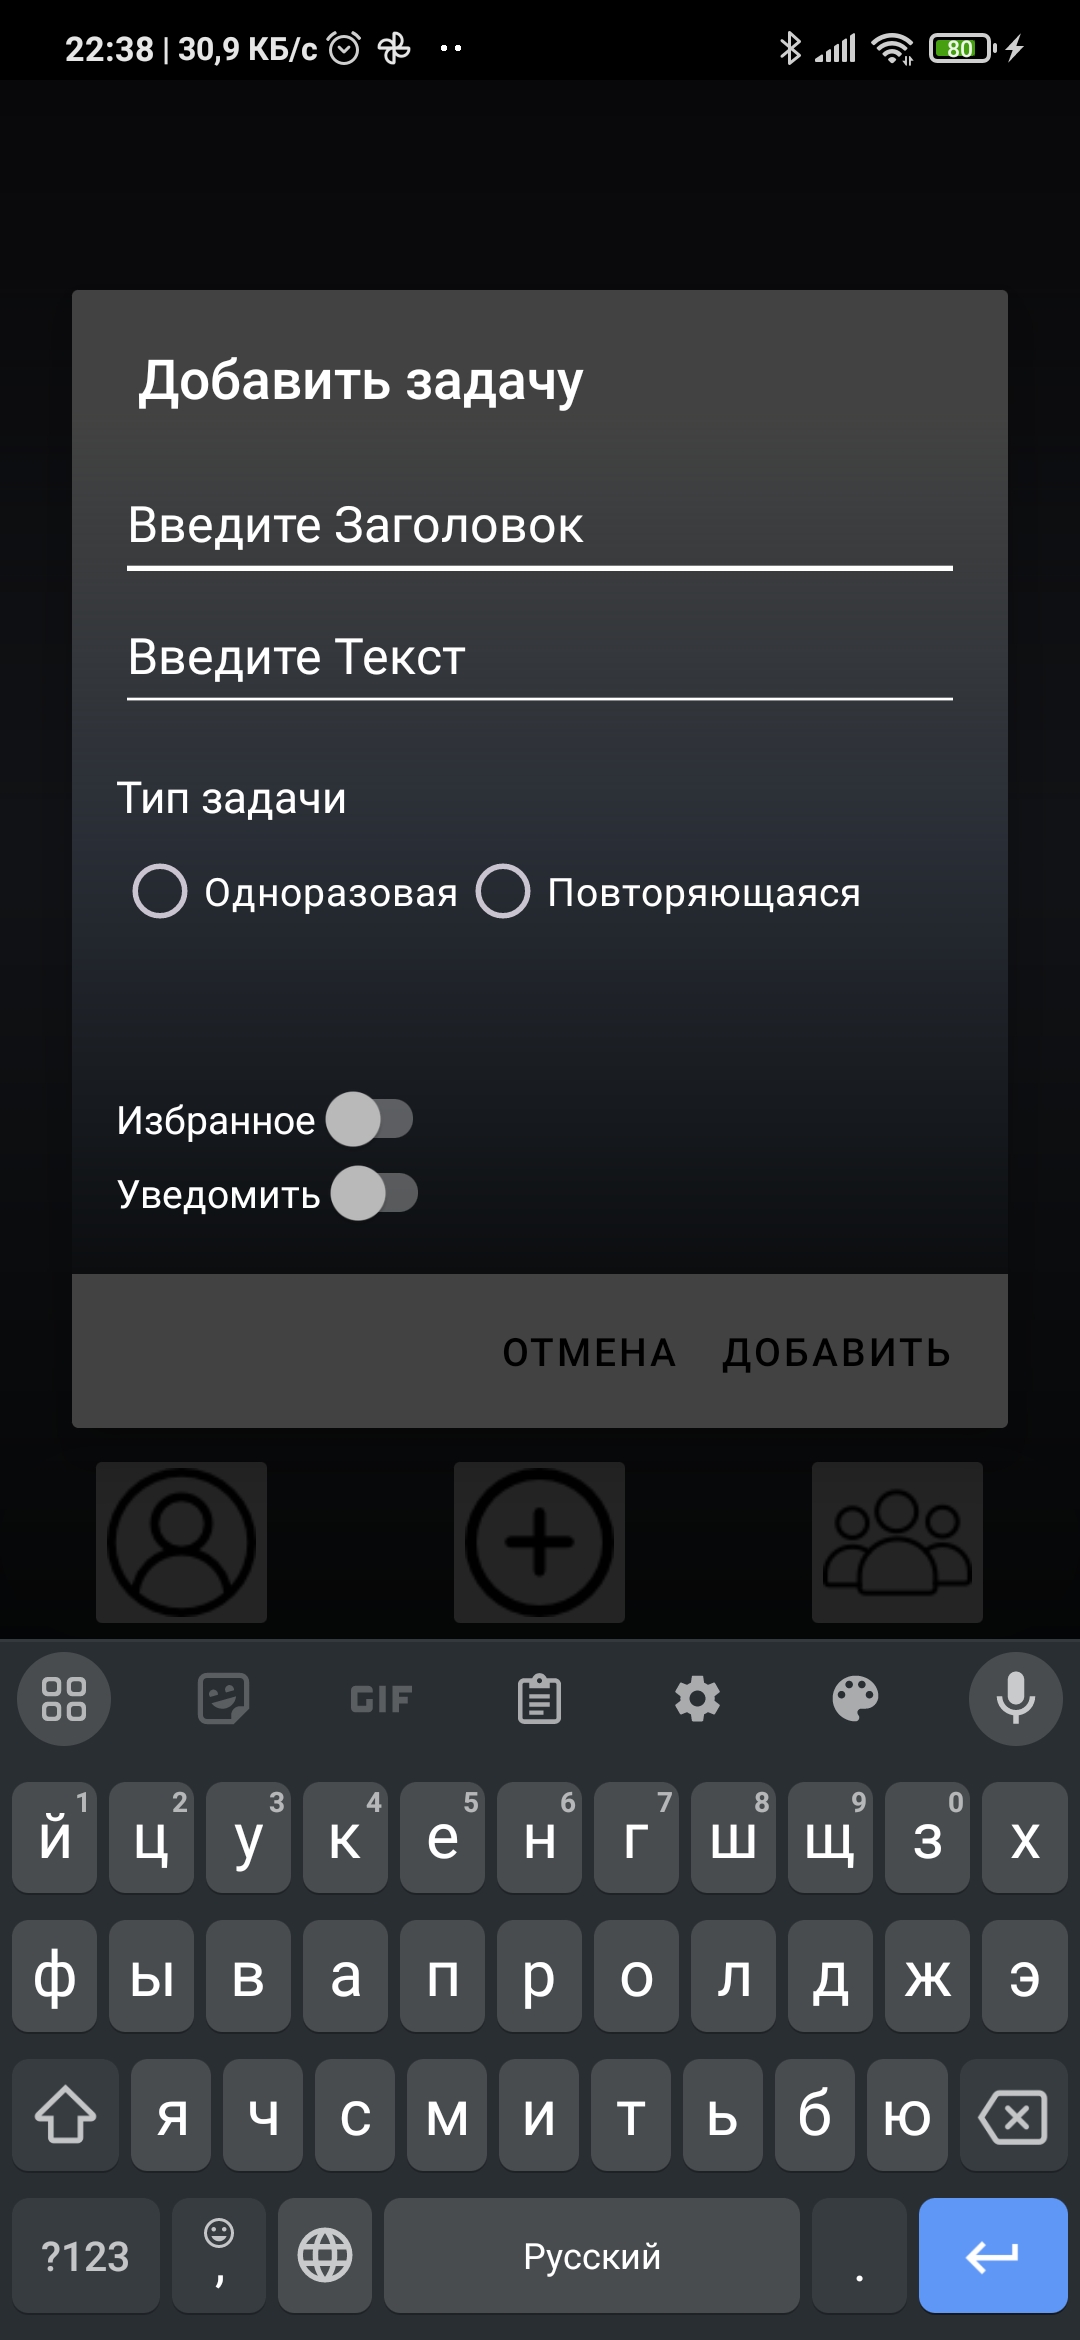 22:38 | 30,9 КБ/с
80
Добавить задачу
Введите Заголовок
Введите Текст
Тип задачи
Одноразовая Повторяющаяся
Избранное
Уведомить
ОТМЕНА ДОБАВИТЬ
GIF
1 2 3 4 5 6 7 8 9 0
й ц у к е н г ш щ з х
ф ы в а п р о л д ж э
я ч с м и т ь б ю
?123 , Русский .